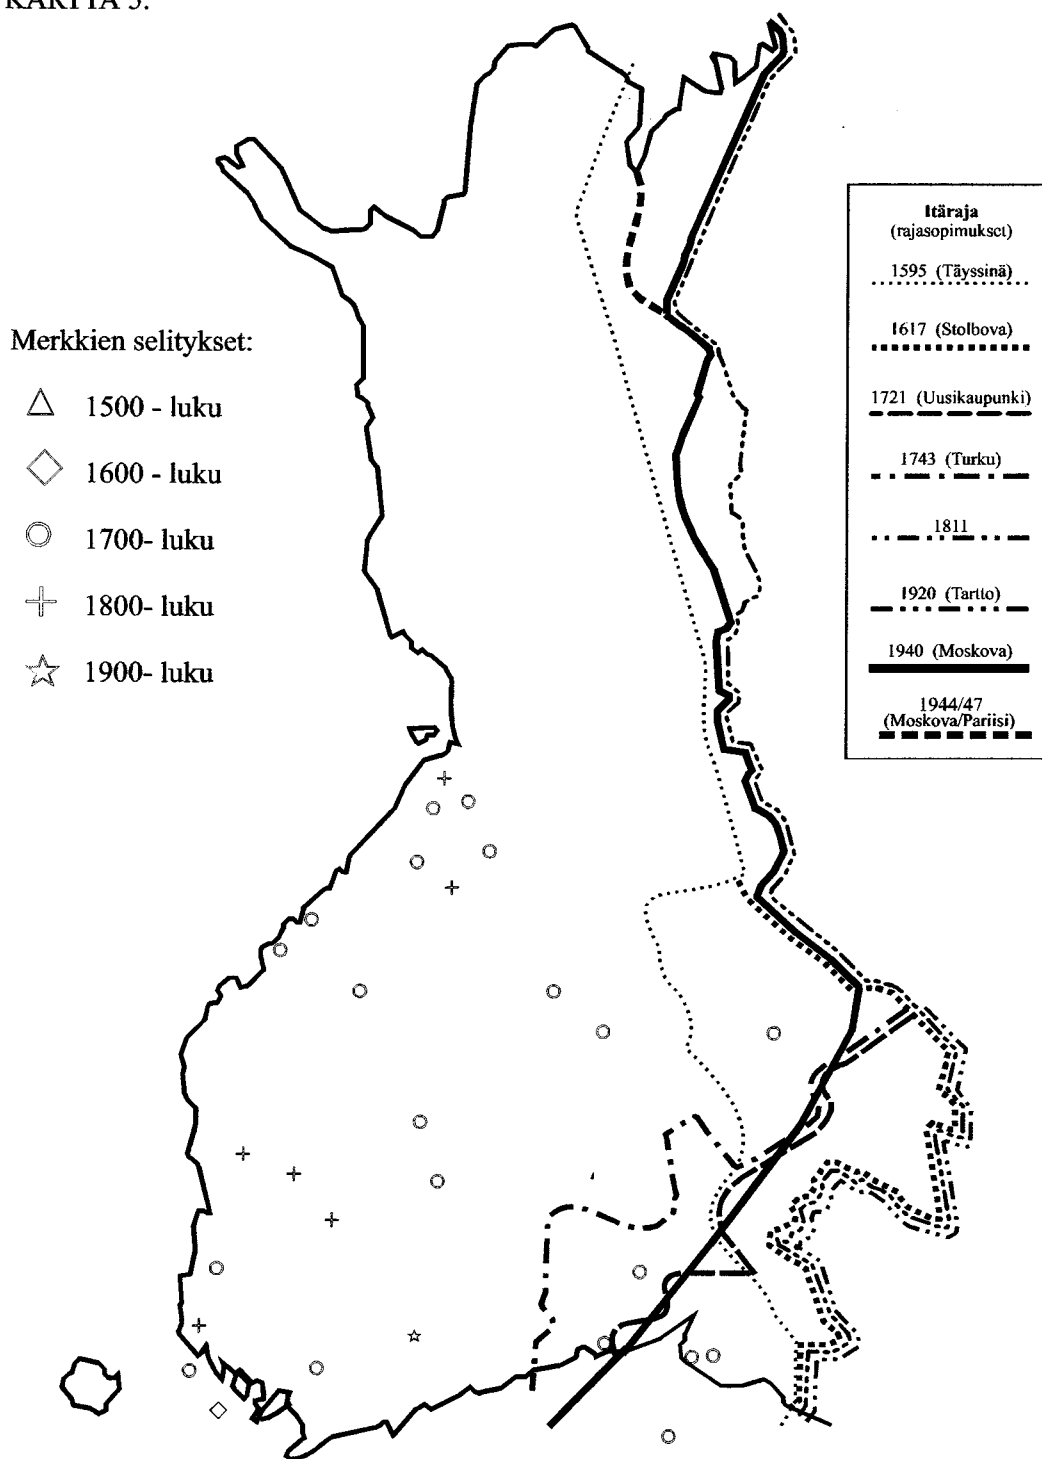 KARTTA 5.
Merkkien selitykset:
1500 - luku
1600 - luku
1700- luku
1800- luku
1900- luku
Itäraja
(rajasopimukset)
1595 (Täyssinä)
1617 (Stolbova)
1721 (Uusikaupunki)
1743 (Turku)
1811
1920 (Tartto)
1940 (Moskova)
1944/47
(Moskova/Pariisi)